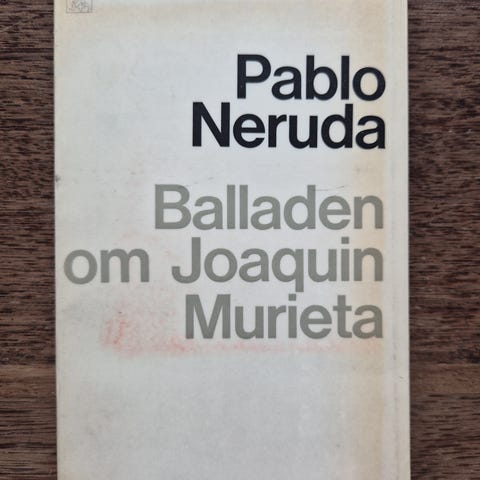 Pablo
Neruda
Balladen
om Joaquin
Murieta